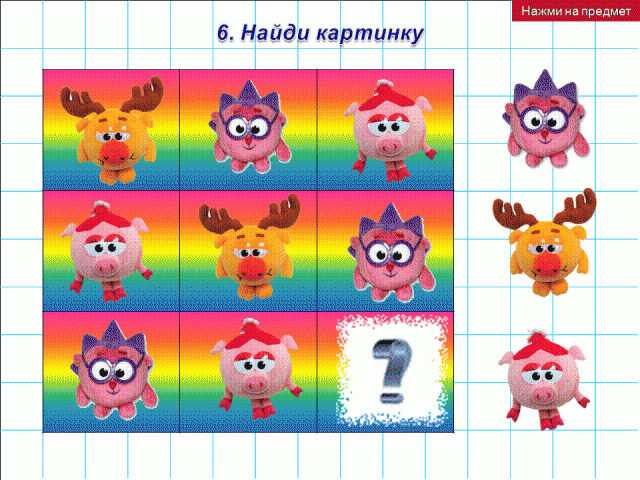 Нажми на предмет
6. Найди картинку
?